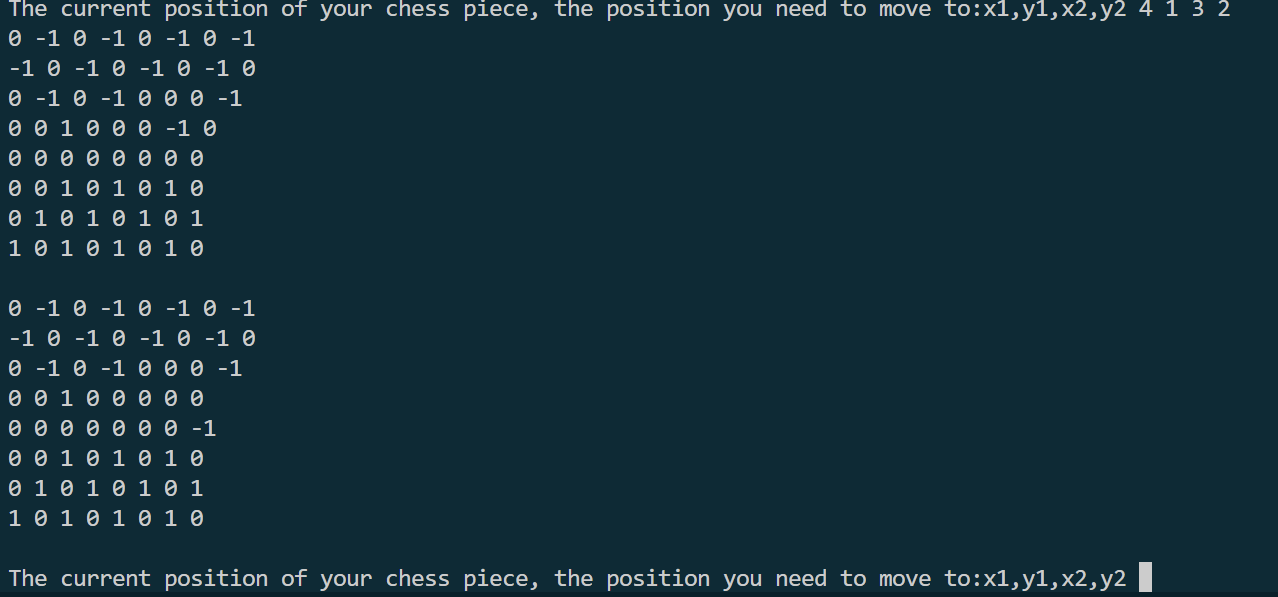 The current position of your chess piece, the position you need to move to:x1,y1,x2,y2 4 1 3 2
0 -1 0 -1 0 -1 0 -1
-1 0 -1 0 -1 0 -1 0
0 -1 0 -1 0 0 0 -1
0 0 1 0 0 0 -1 0
0 0 0 0 0 0 0 0
0 0 1 0 1 0 1 0
0 1 0 1 0 1 0 1
1 0 1 0 1 0 1 0
0 -1 0 -1 0 -1 0 -1
-1 0 -1 0 -1 0 -1 0
0 -1 0 -1 0 0 0 -1
0 0 1 0 0 0 0 0
0 0 0 0 0 0 0 -1
0 0 1 0 1 0 1 0
0 1 0 1 0 1 0 1
1 0 1 0 1 0 1 0
The current position of your chess piece, the position you need to move to:x1,y1,x2,y2